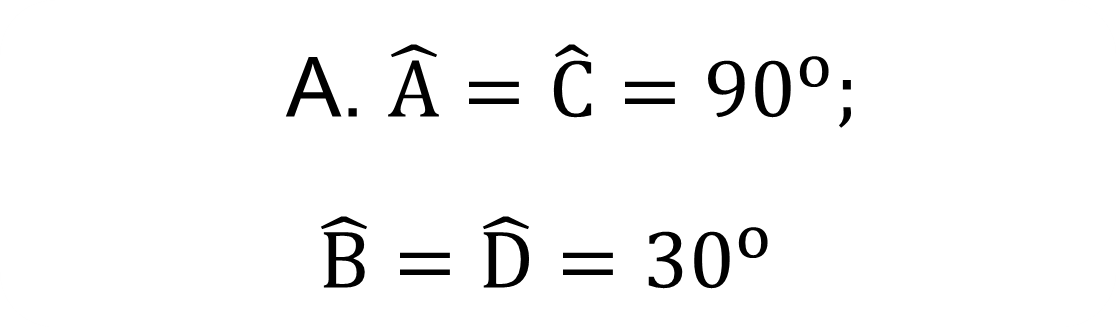 A. Â = Ĉ = 90º;
B̂ = D̂ = 30º